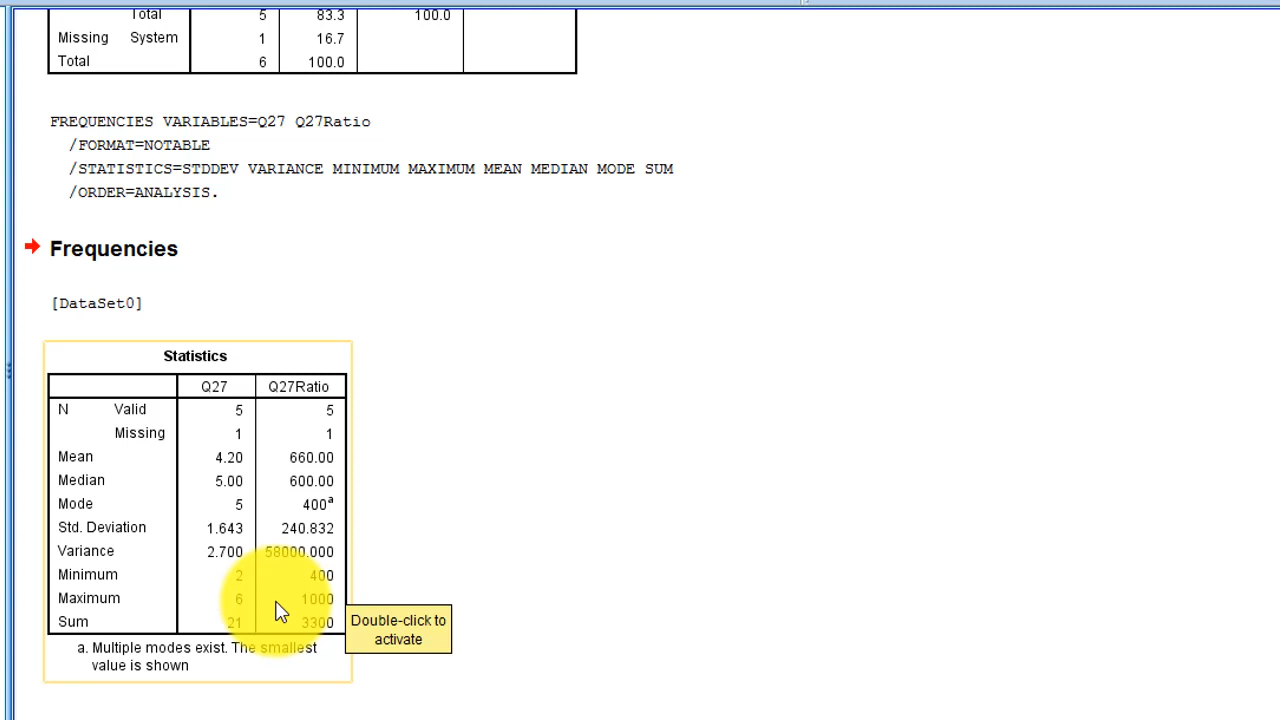 Total 5 83.3 100.0
Missing System 1 16.7
Total 6 100.0
FREQUENCIES VARIABLES=Q27 Q27Ratio
/FORMAT=NOTABLE
/STATISTICS=STDDEV VARIANCE MINIMUM MAXIMUM MEAN MEDIAN MODE SUM
/ORDER=ANALYSIS.
Frequencies
[DataSet0]
Statistics
Q27 Q27Ratio
N Valid 5 5
Missing 1 1
Mean 4.20 660.00
Median 5.00 600.00
Mode 5 400a
Std. Deviation 1.643 240.832
Variance 2.700 58000.000
Minimum 2 400
Maximum 6 1000
Sum 21 3300
a. Multiple modes exist. The smallest
value is shown
Double-click to
activate